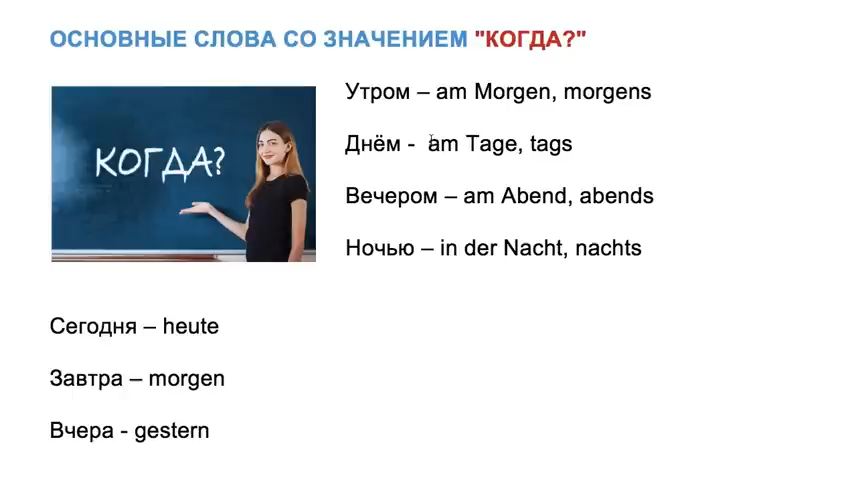 ОСНОВНЫЕ СЛОВА СО ЗНАЧЕНИЕМ "КОГДА?"
КОГДА?
Утром – am Morgen, morgens
Днём - am Tage, tags
Вечером – am Abend, abends
Ночью – in der Nacht, nachts
Сегодня – heute
Завтра – morgen
Вчера - gestern